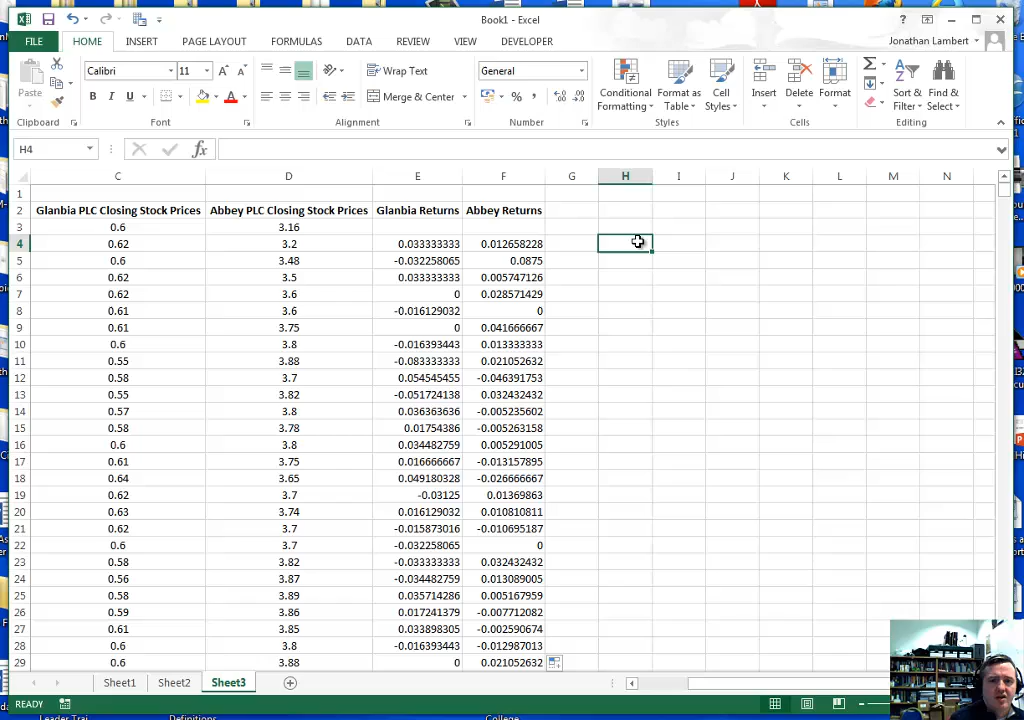 Book1 - Excel
?
FILE HOME INSERT PAGE LAYOUT FORMULAS DATA REVIEW VIEW DEVELOPER Jonathan Lambert
Paste Calibri 11 A A B I U A Wrap Text Merge & Center General % , Conditional Formatting Format as Table Cell Styles Insert Delete Format Sort & Filter Find & Select
Clipboard Font Alignment Number Styles Cells Editing
H4 fx
C D E F G H I J K L M N
1
2 Glanbia PLC Closing Stock Prices Abbey PLC Closing Stock Prices Glanbia Returns Abbey Returns
3 0.6 3.16
4 0.62 3.2 0.033333333 0.012658228
5 0.6 3.48 -0.032258065 0.0875
6 0.62 3.5 0.033333333 0.005747126
7 0.62 3.6 0 0.028571429
8 0.61 3.6 -0.016129032 0
9 0.61 3.75 0 0.041666667
10 0.6 3.8 -0.016393443 0.013333333
11 0.55 3.88 -0.083333333 0.021052632
12 0.58 3.7 0.054545455 -0.046391753
13 0.55 3.82 -0.051724138 0.032432432
14 0.57 3.8 0.036363636 -0.005235602
15 0.58 3.78 0.01754386 -0.005263158
16 0.6 3.8 0.034482759 0.005291005
17 0.61 3.75 0.016666667 -0.013157895
18 0.64 3.65 0.049180328 -0.026666667
19 0.62 3.7 -0.03125 0.01369863
20 0.63 3.74 0.016129032 0.010810811
21 0.62 3.7 -0.015873016 -0.010695187
22 0.6 3.7 -0.032258065 0
23 0.58 3.82 -0.033333333 0.032432432
24 0.56 3.87 -0.034482759 0.013089005
25 0.58 3.89 0.035714286 0.005167959
26 0.59 3.86 0.017241379 -0.007712082
27 0.61 3.85 0.033898305 -0.002590674
28 0.6 3.8 -0.016393443 -0.012987013
29 0.6 3.88 0 0.021052632
Sheet1 Sheet2 Sheet3
READY
Leader Trai Definitions College